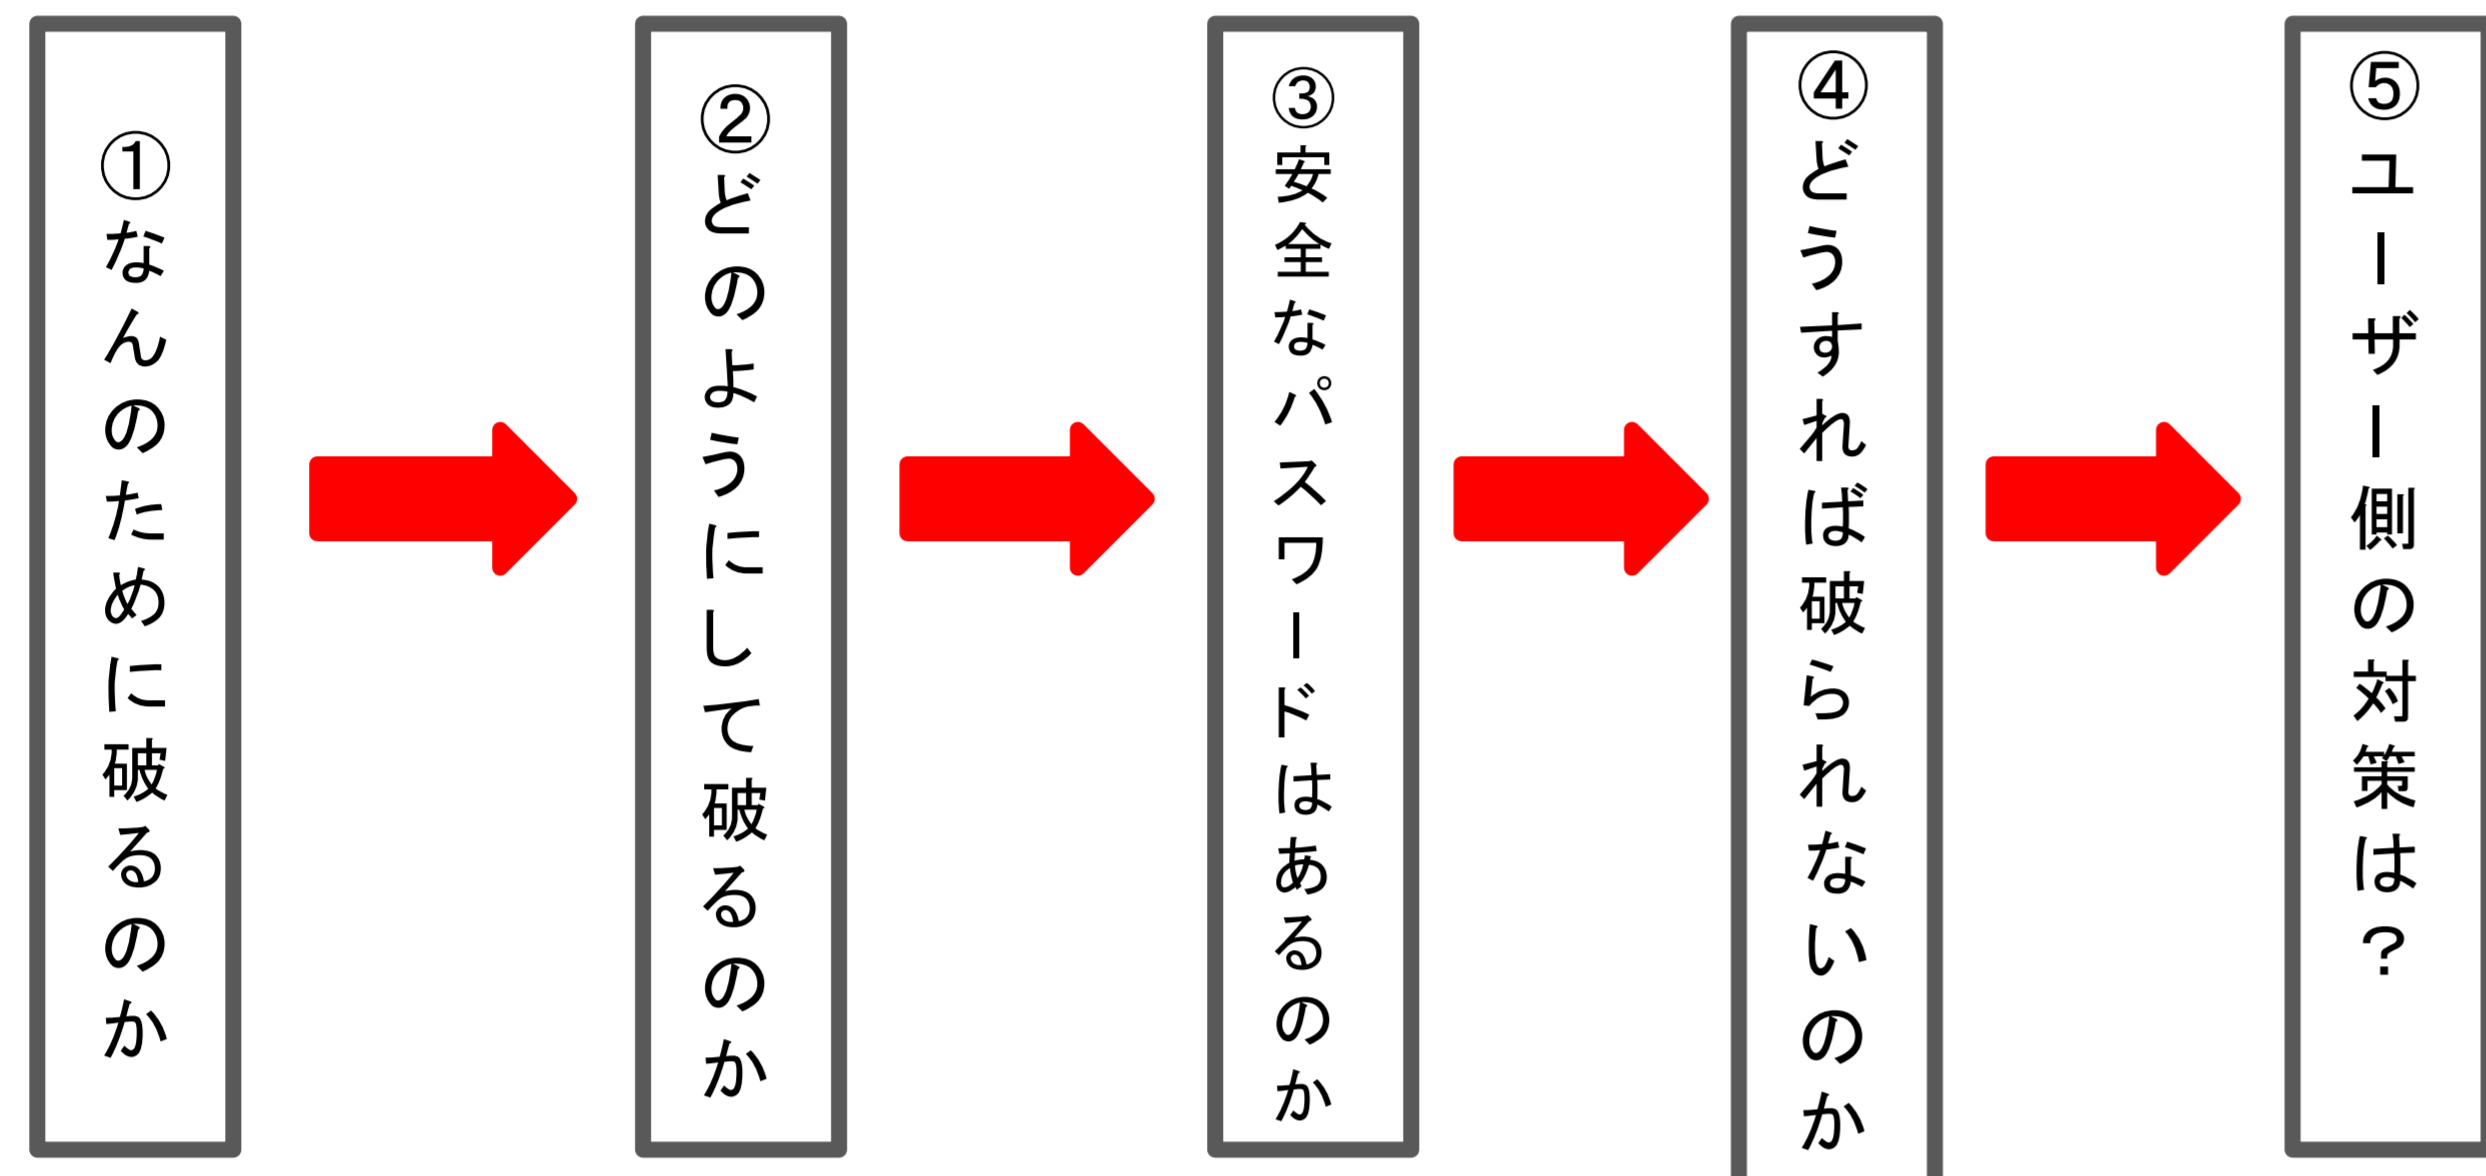 ①なんのために破るのか
②どのようにして破るのか
③安全なパスワードはあるのか
④どうすれば破られないのか
⑤ユーザー側の対策は？